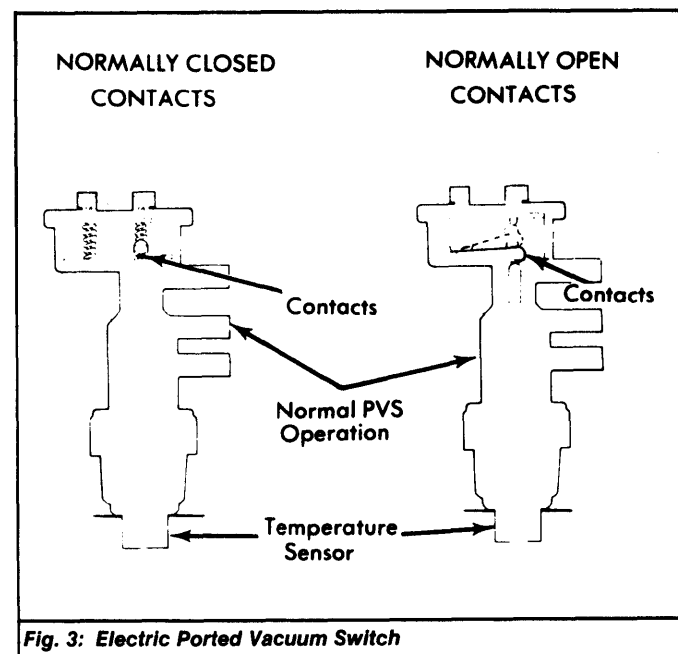 NORMALLY CLOSED
CONTACTS
NORMALLY OPEN
CONTACTS
Contacts
Contacts
Normal PVS
Operation
Temperature
Sensor
Fig. 3: Electric Ported Vacuum Switch